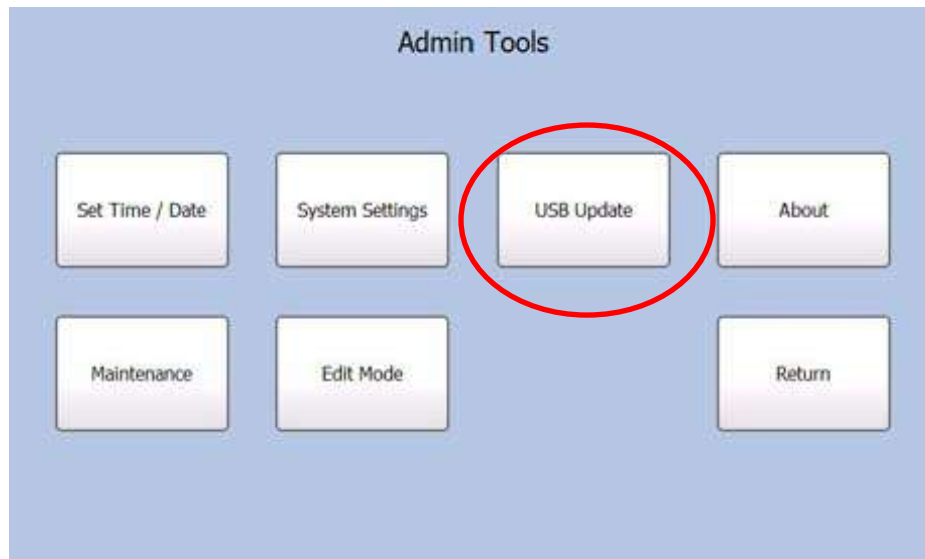 Admin Tools
Set Time / Date
System Settings
USB Update
About
Maintenance
Edit Mode
Return